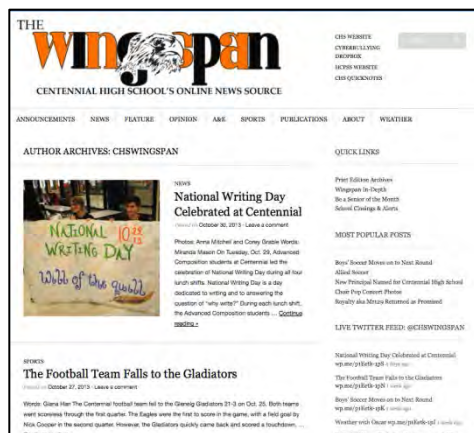 THE
wingspan
CENTENNIAL HIGH SCHOOL'S ONLINE NEWS SOURCE
CHS WEBSITE
CYBERBULLYING
DROPBOX
HCPSS WEBSITE
CHS QUICKNOTES
ANNOUNCEMENTS NEWS FEATURE OPINION A&E SPORTS PUBLICATIONS ABOUT WEATHER
AUTHOR ARCHIVES: CHSWINGSPAN
NATIONAL
WRITING DAY
Wall of the quill
NEWS
National Writing Day
Celebrated at Centennial
October 30, 2013 · Leave a comment
Photos: Anna Mitchell and Corey Grable Words:
Miranda Mason On Tuesday, Oct. 29, Advanced
Composition students at Centennial led the
celebration of National Writing Day during all four
lunch shifts. National Writing Day is a day
dedicated to writing and to answering the
question of "why write?" During each lunch shift,
the Advanced Composition students ... Continue
reading »
SPORTS
The Football Team Falls to the Gladiators
October 27, 2013 · Leave a comment
Words: Giana Han The Centennial football team fell to the Glenelg Gladiators 21-3 on Oct. 25. Both teams
went scoreless through the first quarter. The Eagles were the first to score in the game, with a field goal by
Nick Cooper in the second quarter. However, the Gladiators quickly came back and scored a touchdown, ...
QUICK LINKS
Print Edition Archives
Wingspan In-Depth
Be a Senior of the Month
School Closings & Alerts
MOST POPULAR POSTS
Boys' Soccer Moves on to Next Round
Allied Soccer
New Principal Named for Centennial High School
Choir Pop Concert Photos
Royalty aka Mrs19 Returned as Promised
LIVE TWITTER FEED: @CHSWINGSPAN
National Writing Day Celebrated at Centennial
The Football Team Falls to the Gladiators
Boys' Soccer Moves on to Next Round
Weather with Oscar